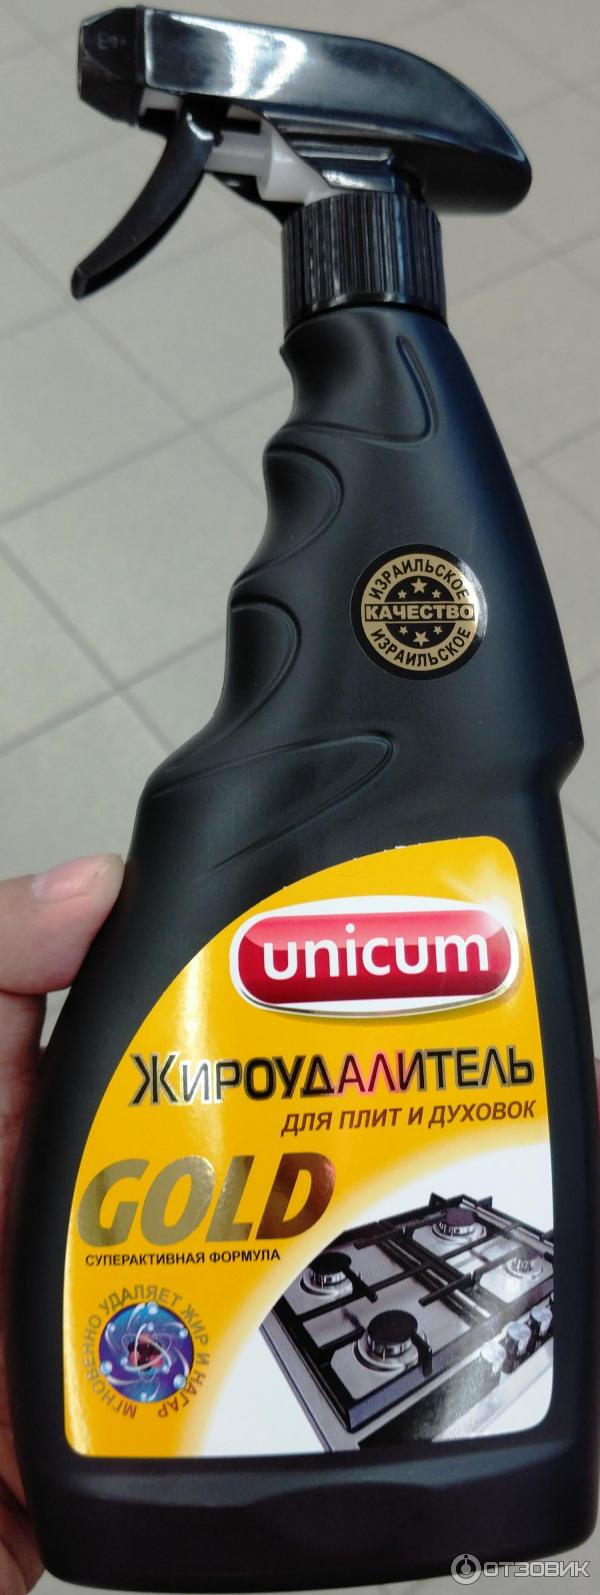 ИЗРАИЛЬСКОЕ
КАЧЕСТВО
ИЗРАИЛЬСКОЕ
unicum
ЖИРОУДАЛИТЕЛЬ
ДЛЯ ПЛИТ И ДУХОВОК
GOLD
СУПЕРАКТИВНАЯ ФОРМУЛА
МГНОВЕННО УДАЛЯЕТ ЖИР И НАГАР
ОТЗОВИК